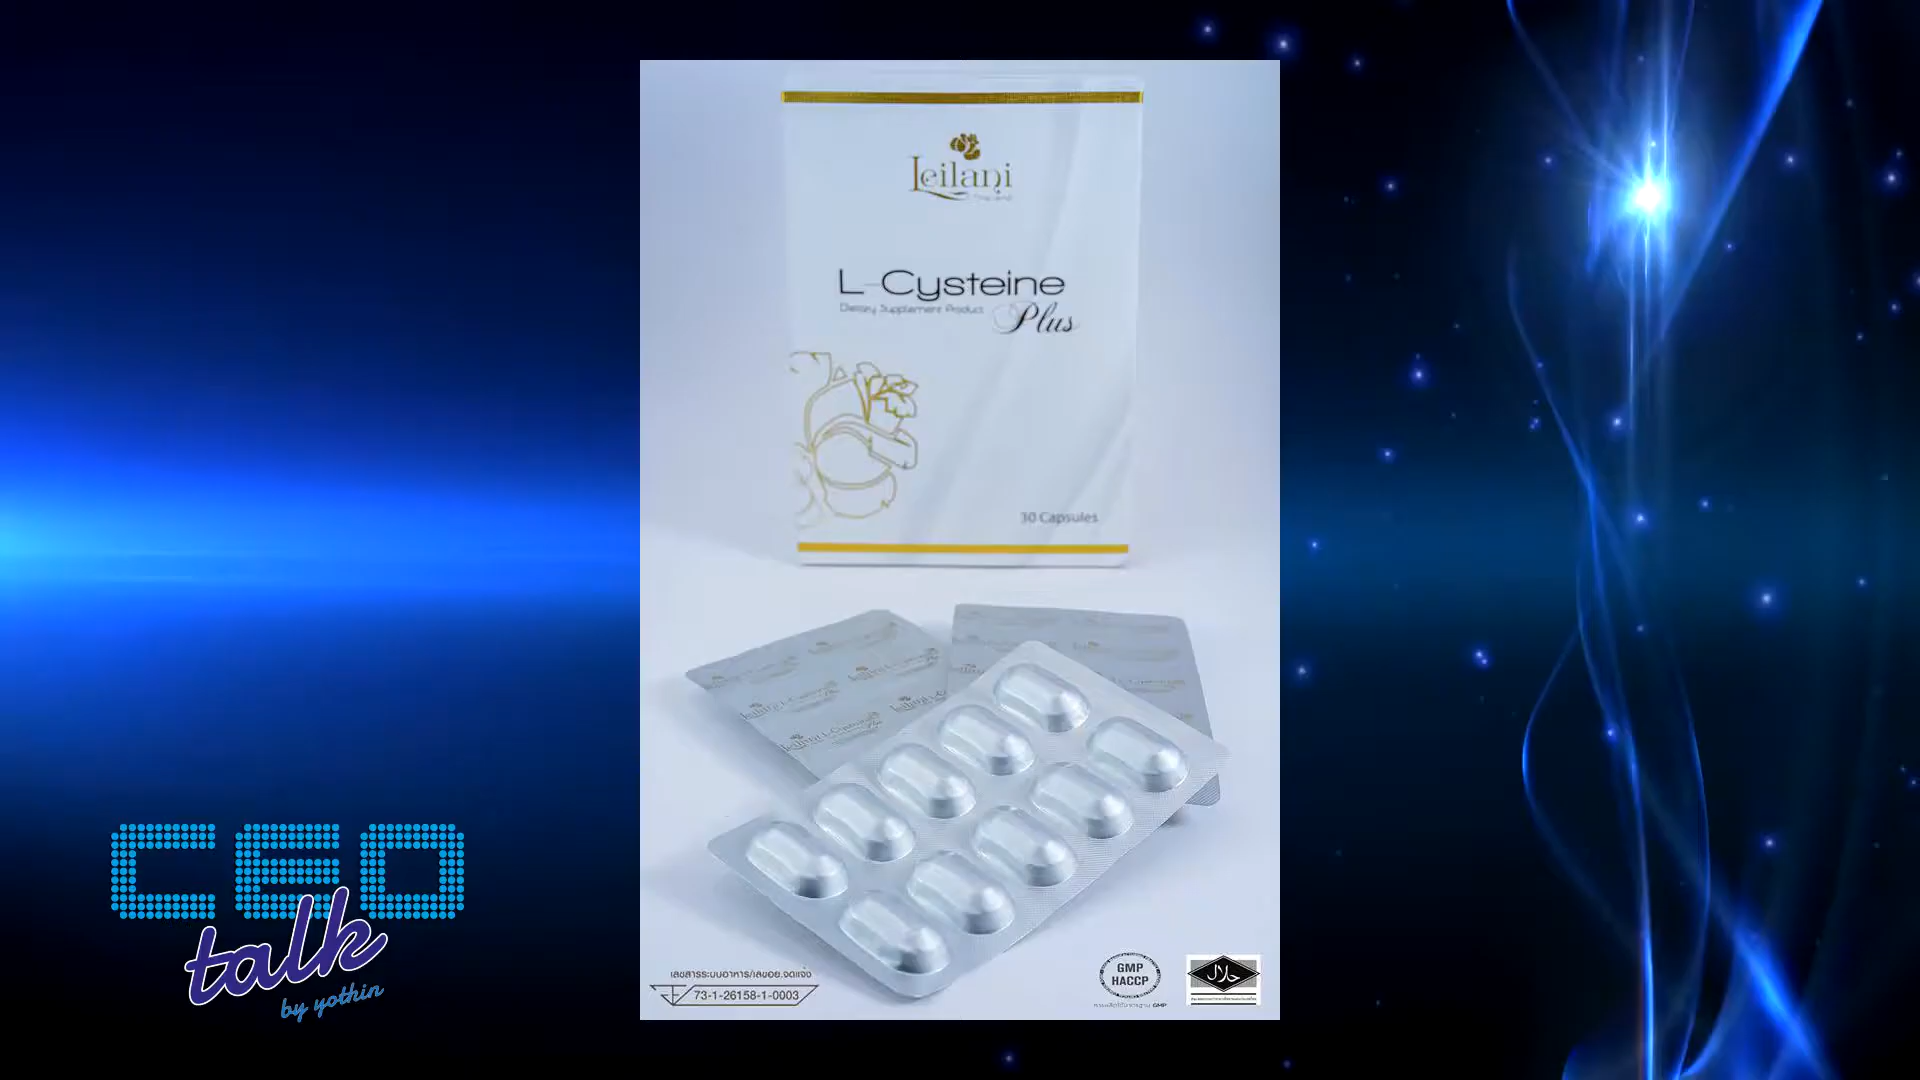 Leilani
L-Cysteine
Dietary Supplement Product
Plus
30 Capsules
CEO
talk
by yothin
เลขสารระบบอาหาร/เลขอย.จดแจ้ง
73-1-26158-1-0003
GMP
HACCP
حلال